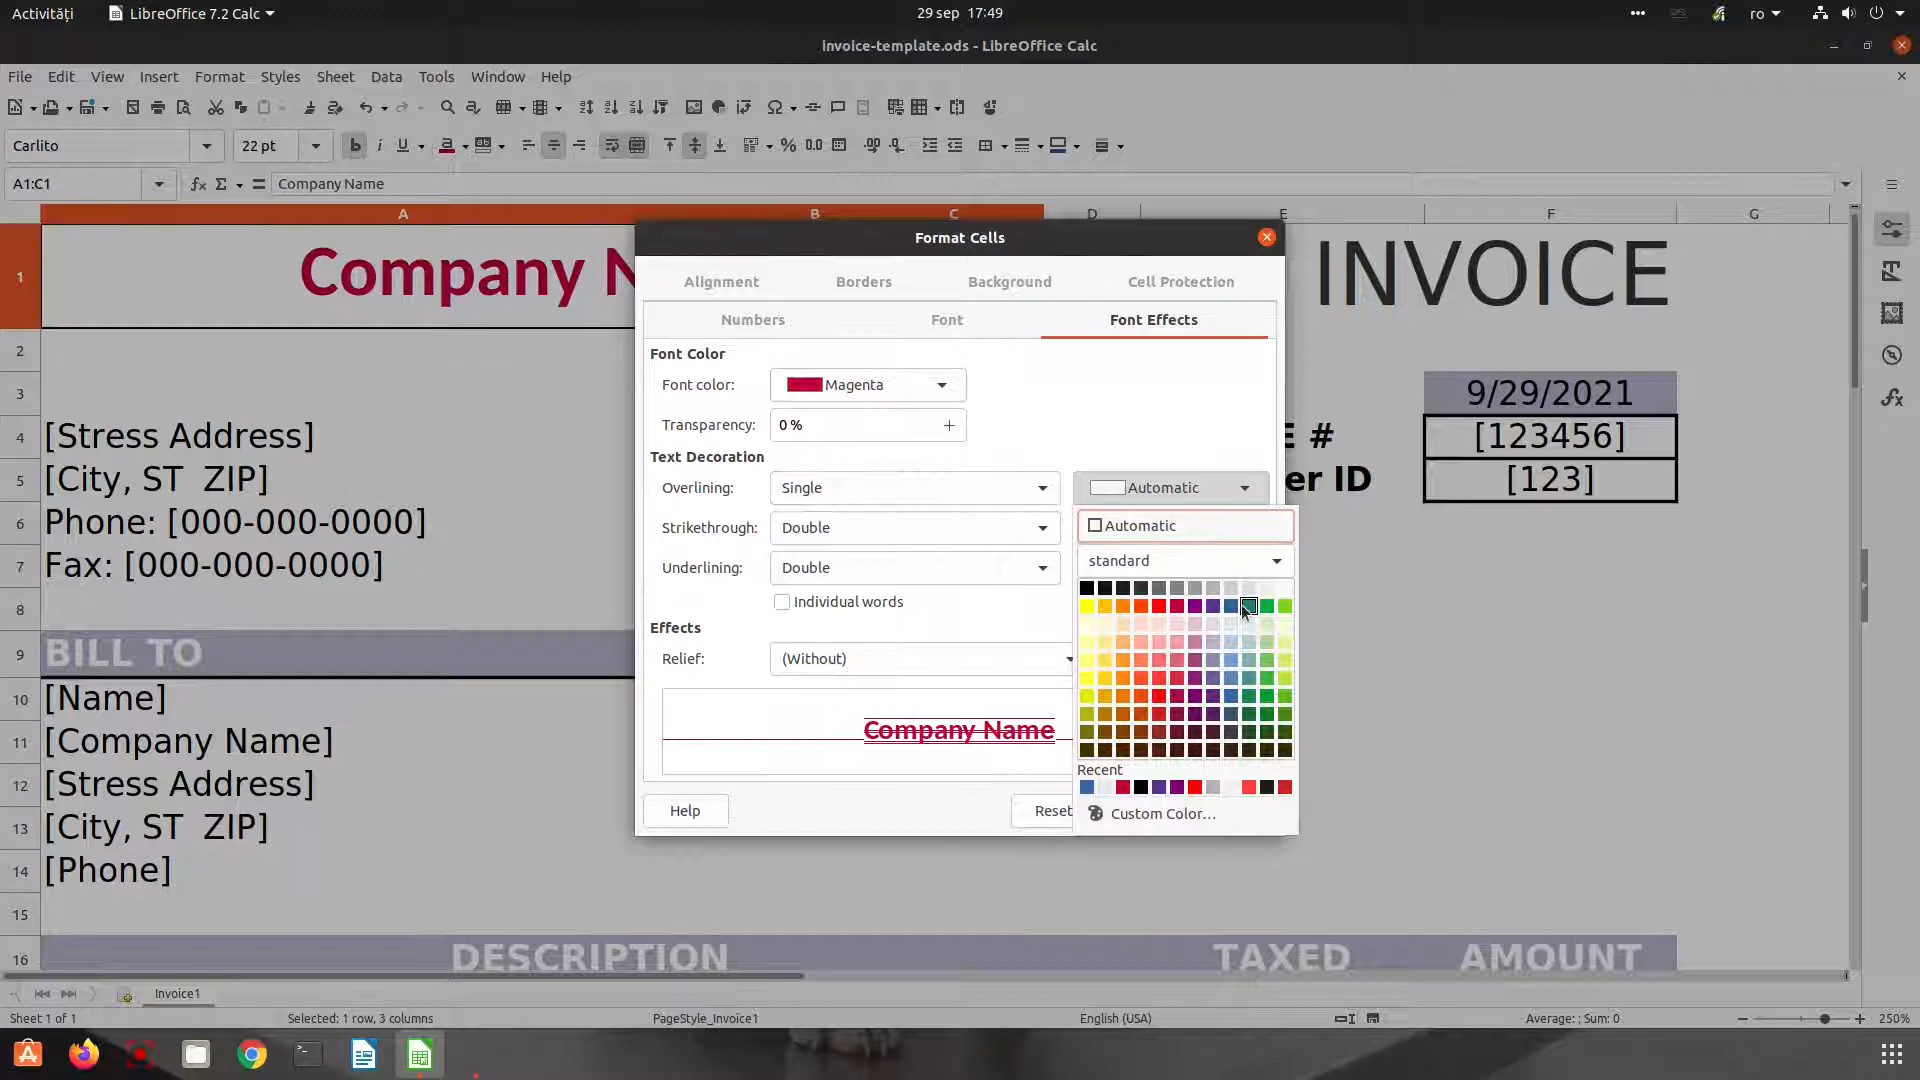 Activități
LibreOffice 7.2 Calc
29 sep 17:49
ro
invoice-template.ods - LibreOffice Calc
File Edit View Insert Format Styles Sheet Data Tools Window Help
Carlito 22 pt
A1:C1 Company Name
A B C D E F G
1 Company N INVOICE
2
3 9/29/2021
4 [Stress Address] E # [123456]
5 [City, ST ZIP] er ID [123]
6 Phone: [000-000-0000]
7 Fax: [000-000-0000]
8
9 BILL TO
10 [Name]
11 [Company Name]
12 [Stress Address]
13 [City, ST ZIP]
14 [Phone]
15
16 DESCRIPTION TAXED AMOUNT
Format Cells
Alignment Borders Background Cell Protection
Numbers Font Font Effects
Font Color
Font color: Magenta
Transparency: 0 %
Text Decoration
Overlining: Single Automatic
Strikethrough: Double
Underlining: Double
Individual words
Effects
Relief: (Without)
Company Name
Help Reset
Automatic
standard
Recent
Custom Color...
Invoice1
Sheet 1 of 1 Selected: 1 row, 3 columns PageStyle_Invoice1 English (USA) Average: ; Sum: 0 250%